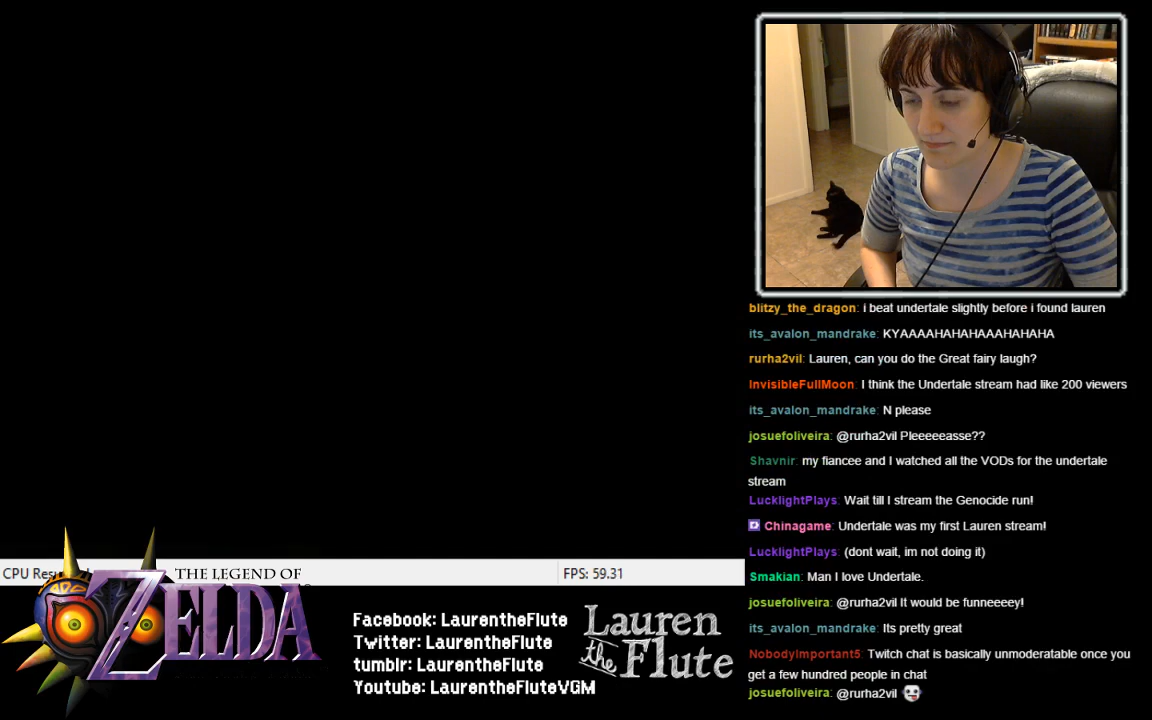 blitzy_the_dragon: i beat undertale slightly before i found lauren
its_avalon_mandrake: KYAAAAHAHAHAAAHAHAHA
rurha2vil: Lauren, can you do the Great fairy laugh?
InvisibleFullMoon: I think the Undertale stream had like 200 viewers
its_avalon_mandrake: N please
josuefoliveira: @rurha2vil Pleeeeeasse??
Shavnir: my fiancee and I watched all the VODs for the undertale
stream
LucklightPlays: Wait till I stream the Genocide run!
Chinagame: Undertale was my first Lauren stream!
LucklightPlays: (dont wait, im not doing it)
Smakian: Man I love Undertale.
josuefoliveira: @rurha2vil It would be funneeeey!
its_avalon_mandrake: Its pretty great
NobodyImportant5: Twitch chat is basically unmoderatable once you
get a few hundred people in chat
josuefoliveira: @rurha2vil
CPU
FPS: 59.31
THE LEGEND OF
ZELDA
Facebook: LaurentheFlute
Twitter: LaurentheFlute
tumblr: LaurentheFlute
Youtube: LaurentheFluteVGM
Lauren
the Flute